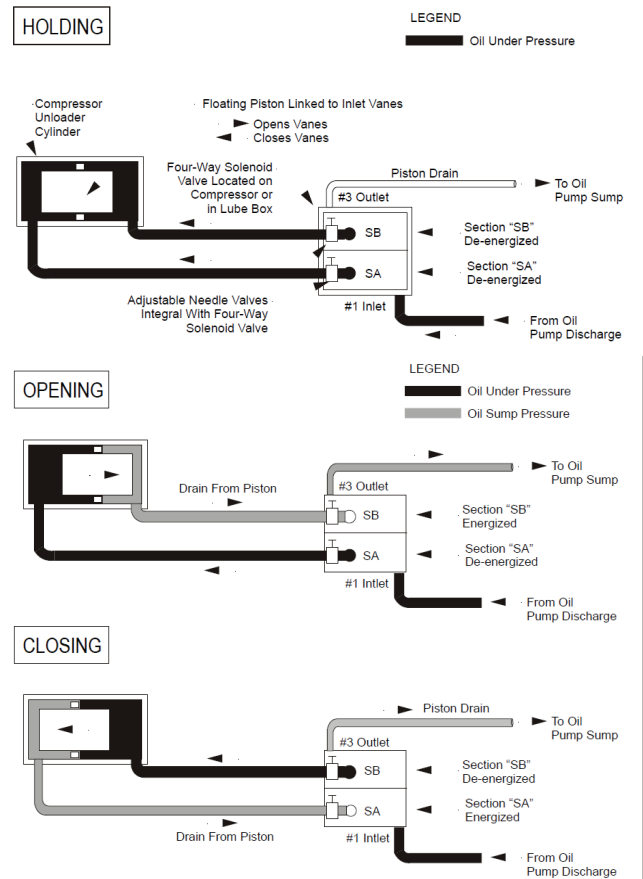 HOLDING
LEGEND
Oil Under Pressure
Compressor
Unloader
Cylinder
Floating Piston Linked to Inlet Vanes
Opens Vanes
Closes Vanes
Four-Way Solenoid
Valve Located on
Compressor or
in Lube Box
Piston Drain
To Oil
Pump Sump
#3 Outlet
SB
Section “SB”
De-energized
SA
Section “SA”
De-energized
Adjustable Needle Valves
Integral With Four-Way
Solenoid Valve
#1 Inlet
From Oil
Pump Discharge
OPENING
LEGEND
Oil Under Pressure
Oil Sump Pressure
To Oil
Pump Sump
Drain From Piston
#3 Outlet
SB
Section “SB”
Energized
SA
Section “SA”
De-energized
#1 Intlet
From Oil
Pump Discharge
CLOSING
Piston Drain
To Oil
Pump Sump
#3 Outlet
SB
Section “SB”
De-energized
SA
Section “SA”
Energized
Drain From Piston
#1 Intlet
From Oil
Pump Discharge